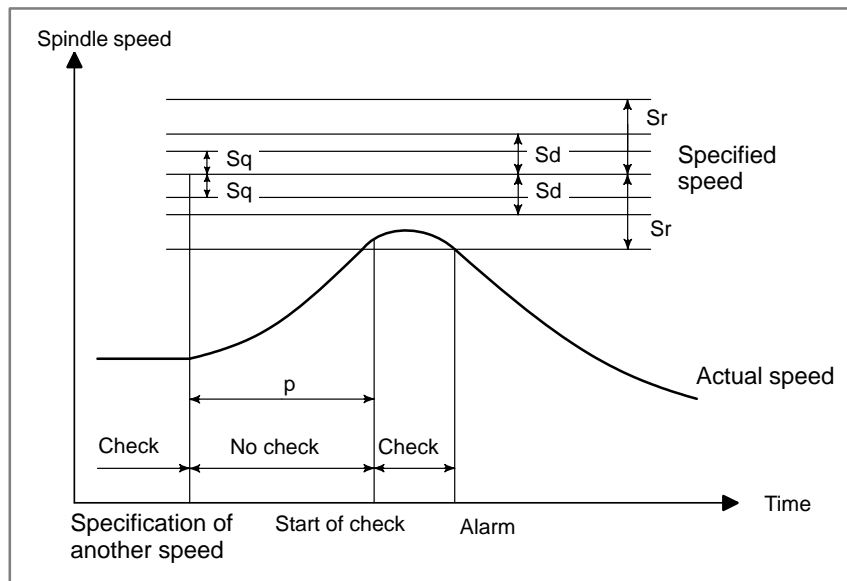 Spindle speed
Sr
Sq
Sd
Specified
speed
Sq
Sd
Sr
Actual speed
p
Check
No check
Check
Time
Specification of
another speed
Start of check
Alarm